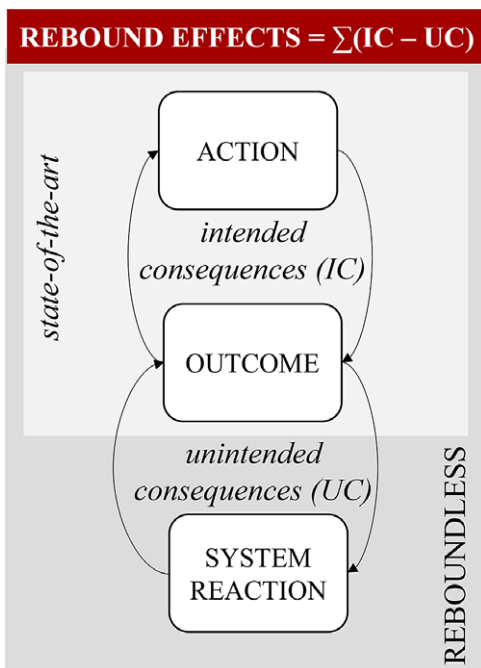 REBOUND EFFECTS = ∑(IC – UC)
state-of-the-art
ACTION
intended
consequences (IC)
OUTCOME
unintended
consequences (UC)
SYSTEM
REACTION
REBOUNDLESS